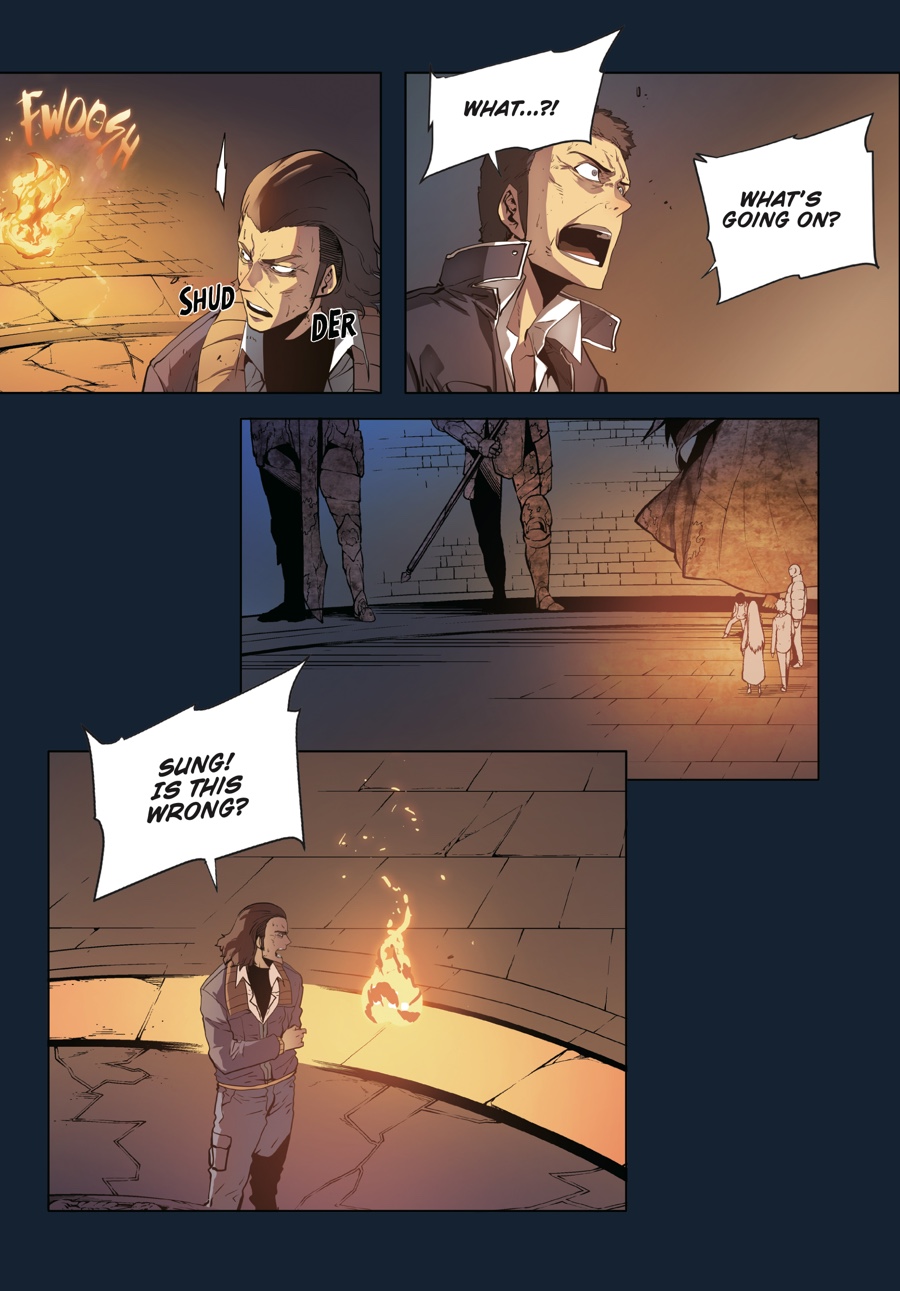 FWOOSH
SHUD
DER
WHAT...?!
WHAT'S
GOING ON?
SUNG!
IS THIS
WRONG?